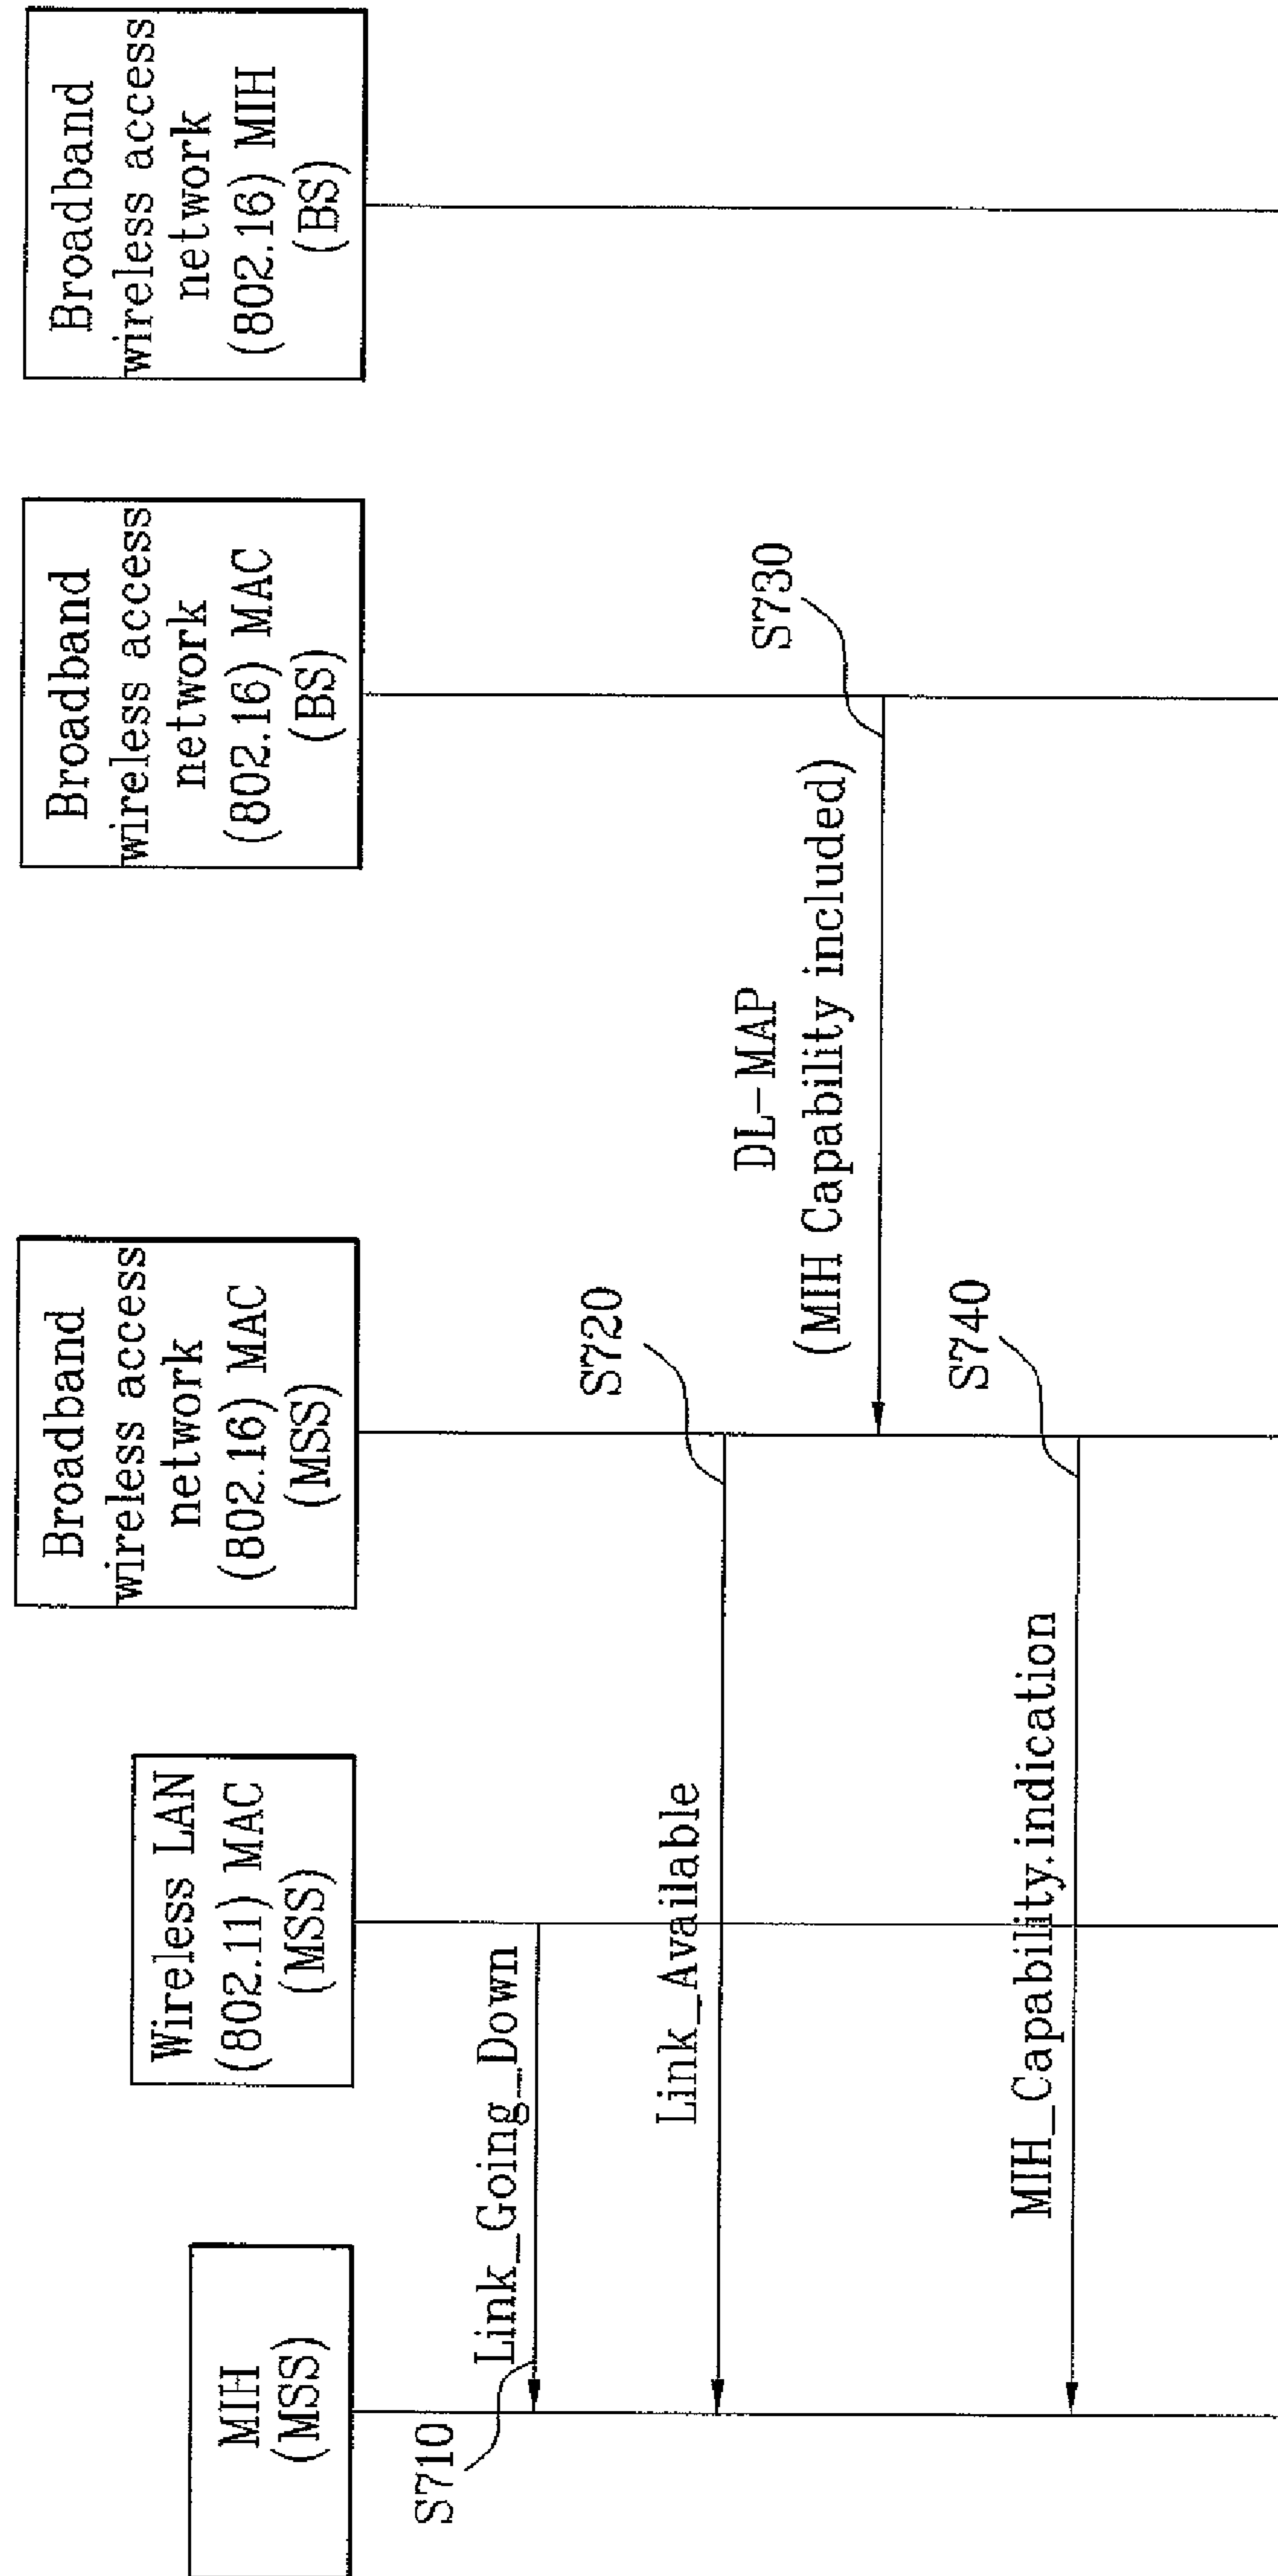 MIH
(MSS)
Wireless LAN
(802.11) MAC
(MSS)
Broadband
wireless access
network
(802.16) MAC
(MSS)
Broadband
wireless access
network
(802.16) MAC
(BS)
Broadband
wireless access
network
(802.16) MIH
(BS)
S710
Link_Going_Down
Link_Available
S720
DL-MAP
(MIH Capability included)
S730
MIH_Capability.indication
S740